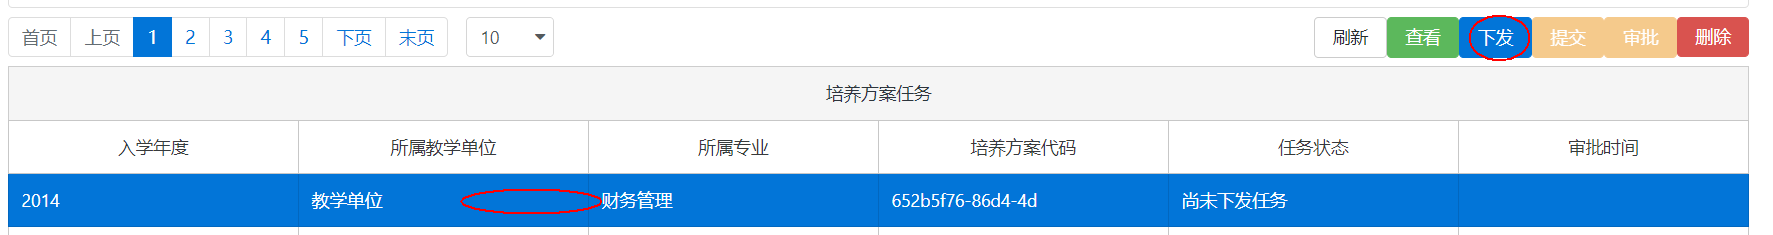 首页 上页 1 2 3 4 5 下页 末页 10 刷新 查看 下发 提交 审批 删除
培养方案任务
入学年度 所属教学单位 所属专业 培养方案代码 任务状态 审批时间
2014 教学单位 财务管理 652b5f76-86d4-4d 尚未下发任务